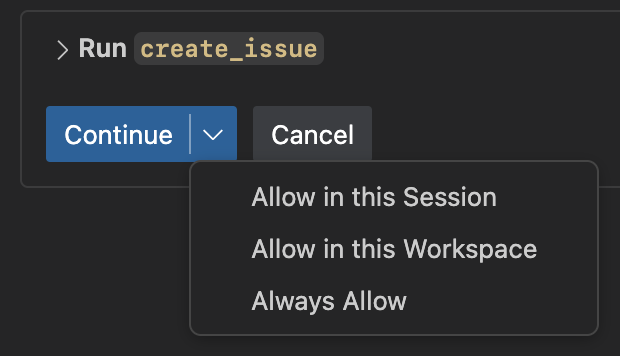 Run create_issue
Continue
Cancel
Allow in this Session
Allow in this Workspace
Always Allow